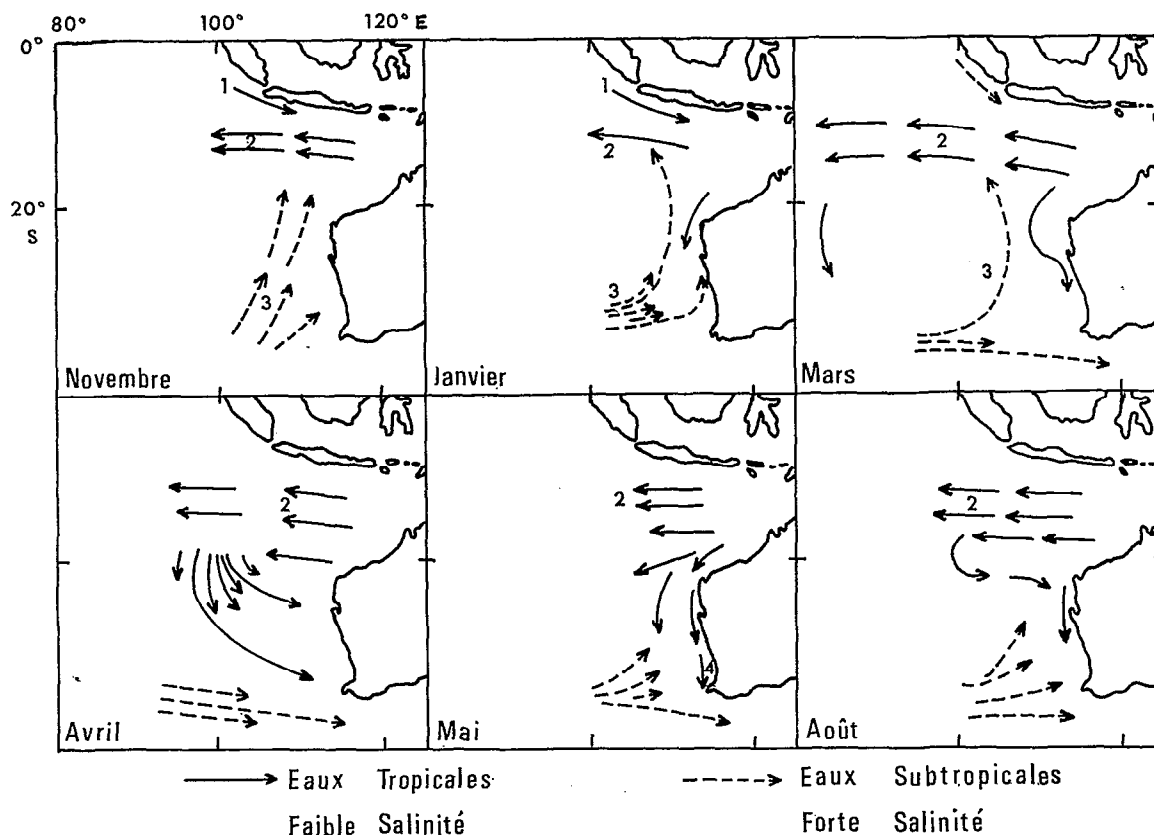 80° 100° 120° E
0°
20°
S
1
2
3
Novembre
1
2
3
Janvier
2
3
Mars
2
Avril
2
4
Mai
2
Août
Eaux Tropicales
Faible Salinité
Eaux Subtropicales
Forte Salinité